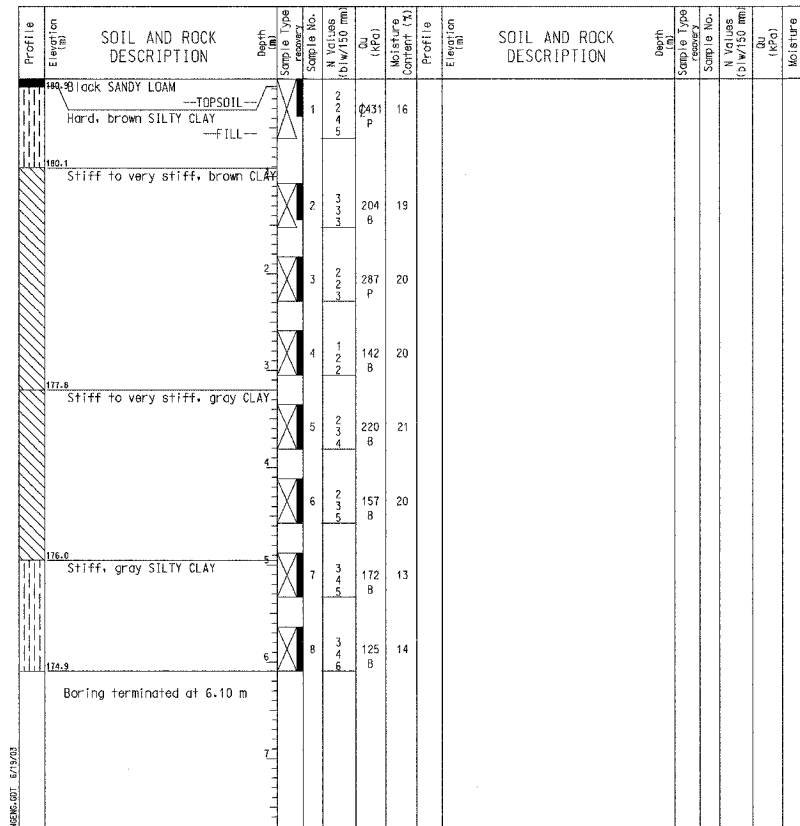 Profile Elevation (m) SOIL AND ROCK DESCRIPTION Depth (m) Sample Type recovery Sample No. N Values (blw/150 mm) Qu (kPa) Moisture Content (%) Profile Elevation (m) SOIL AND ROCK DESCRIPTION Depth (m) Sample Type recovery Sample No. N Values (blw/150 mm) Qu (kPa) Moisture
Black SANDY LOAM
---TOPSOIL---
Hard, brown SILTY CLAY
---FILL---
1 2 2 4 5 431 P 16
180.1
Stiff to very stiff, brown CLAY
2 3 3 3 204 B 19
2
3 2 2 3 287 P 20
3
4 1 2 2 142 B 20
Stiff to very stiff, gray CLAY
5 2 3 4 220 B 21
4
6 2 3 5 157 B 20
176.0
5
Stiff, gray SILTY CLAY
7 3 4 5 172 B 13
6
8 3 4 6 125 B 14
174.9
Boring terminated at 6.10 m
7
6/19/03